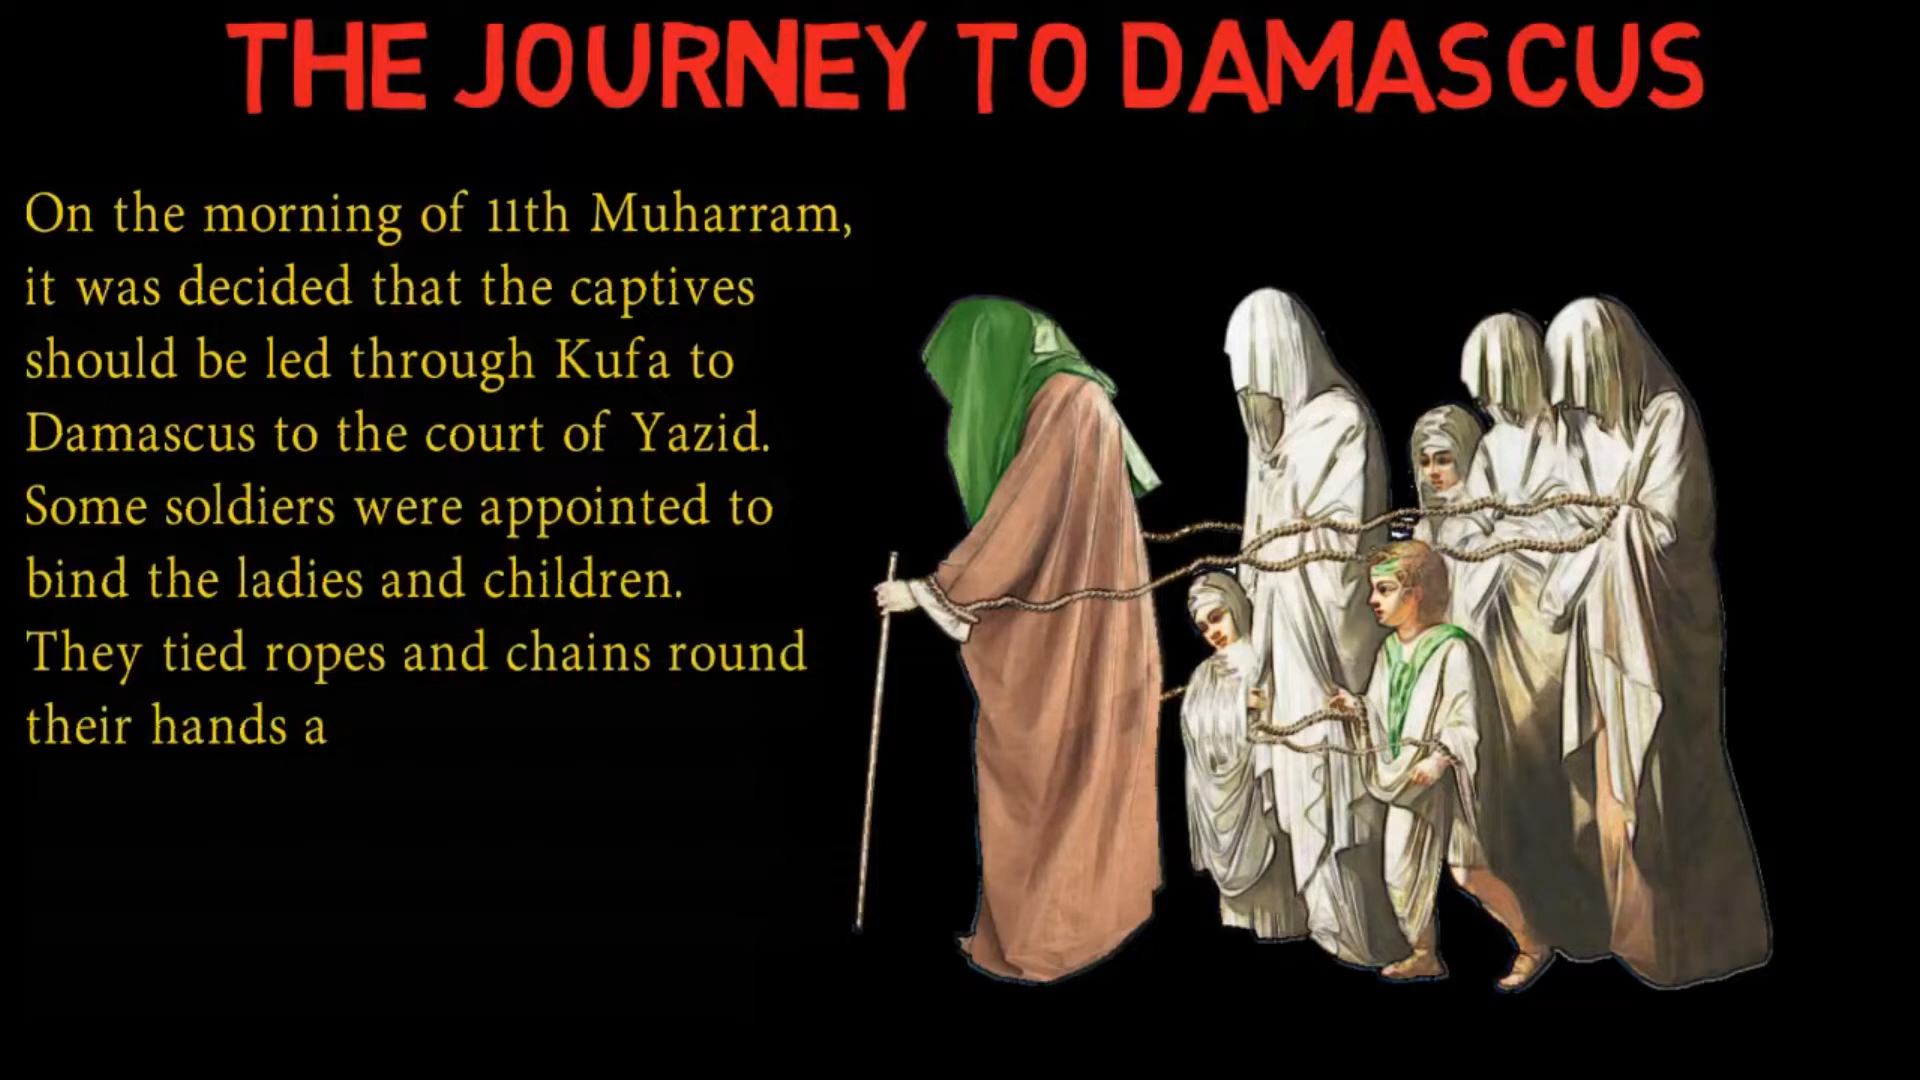 THE JOURNEY TO DAMASCUS
On the morning of 11th Muharram,
it was decided that the captives
should be led through Kufa to
Damascus to the court of Yazid.
Some soldiers were appointed to
bind the ladies and children.
They tied ropes and chains round
their hands a